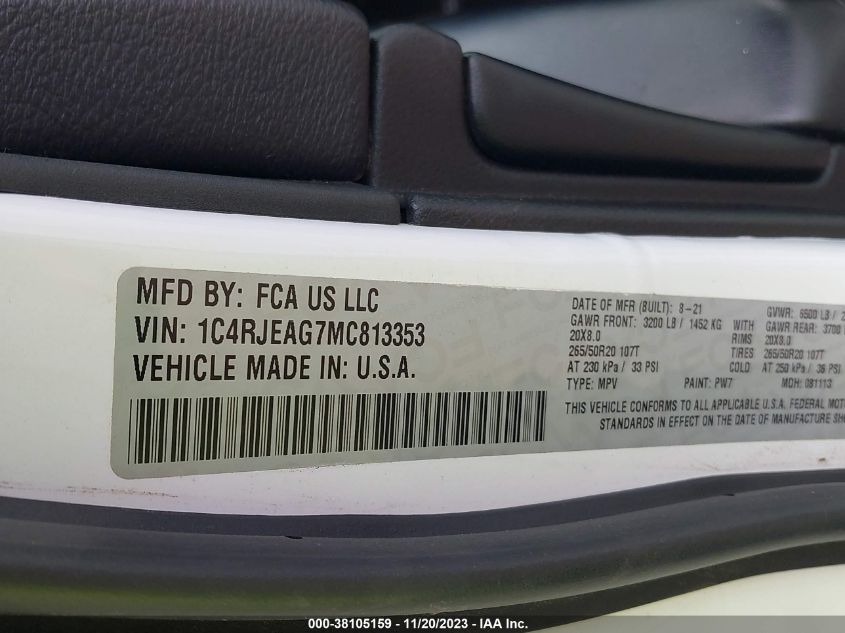 MFD BY: FCA US LLC
VIN: 1C4RJEAG7MC813353
VEHICLE MADE IN: U.S.A.
DATE OF MFR (BUILT): 8-21
GVWR: 6500 LB /
GAWR FRONT: 3200 LB / 1452 KG WITH GAWR REAR: 3700
20X8.0 RIMS 20X8.0
265/50R20 107T TIRES 265/50R20 107T
AT 230 kPa / 33 PSI COLD AT 250 kPa / 36 PSI
TYPE: MPV PAINT: PW7 MDH: 081113
THIS VEHICLE CONFORMS TO ALL APPLICABLE U.S.A. FEDERAL
STANDARDS IN EFFECT ON THE DATE OF MANUFACTURE
000-38105159 - 11/20/2023 - IAA Inc.